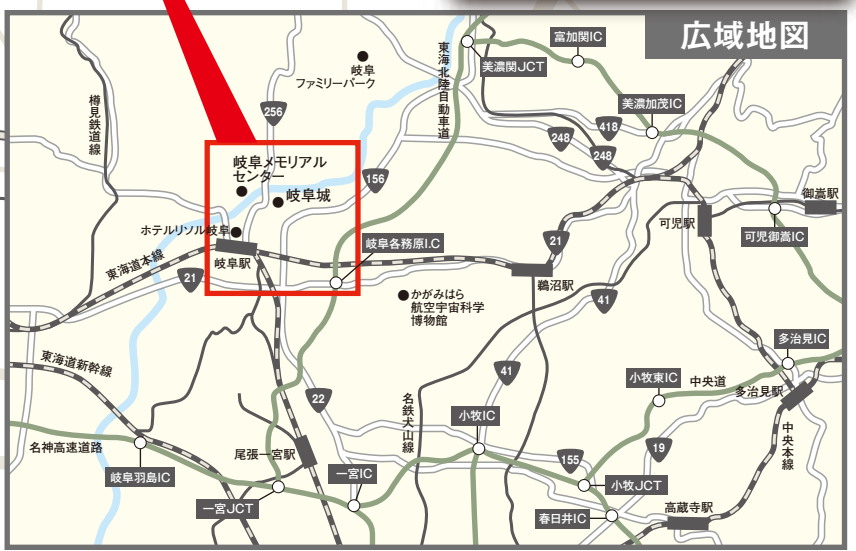 広域地図
富加関IC
美濃関JCT
東海北陸自動車道
岐阜
ファミリーパーク
樽見鉄道線
256
美濃加茂IC
418
248
248
156
岐阜メモリアル
センター
岐阜城
御嵩駅
可児駅
可児御嵩IC
ホテルリソル岐阜
岐阜駅
岐阜各務原I.C
21
東海道本線
21
鵜沼駅
41
かがみはら
航空宇宙科学
博物館
多治見IC
東海道新幹線
41
小牧東IC
中央道
多治見駅
22
名鉄犬山線
小牧IC
中央本線
名神高速道路
尾張一宮駅
19
155
岐阜羽島IC
一宮IC
小牧JCT
一宮JCT
春日井IC
高蔵寺駅